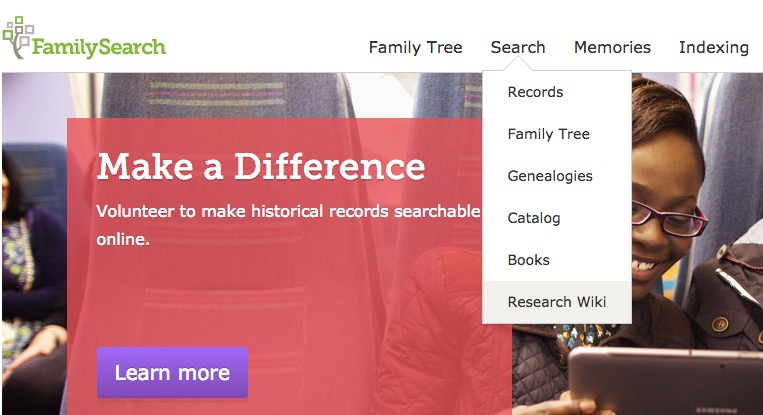 FamilySearch
Family Tree Search Memories Indexing
Records
Family Tree
Genealogies
Catalog
Books
Research Wiki
Make a Difference
Volunteer to make historical records searchable
online.
Learn more